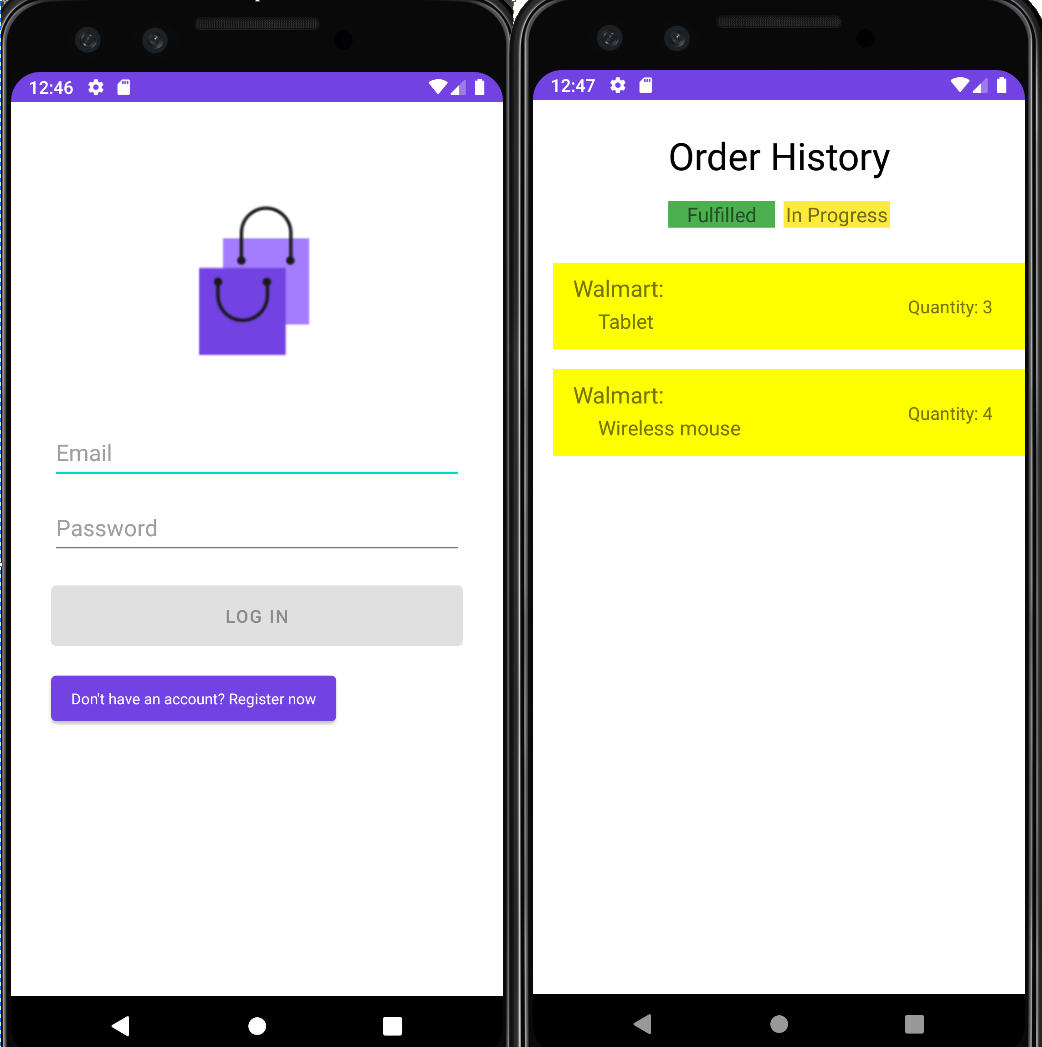 12:46
Email
Password
LOG IN
Don't have an account? Register now
12:47
Order History
Fulfilled In Progress
Walmart:
Tablet
Quantity: 3
Walmart:
Wireless mouse
Quantity: 4